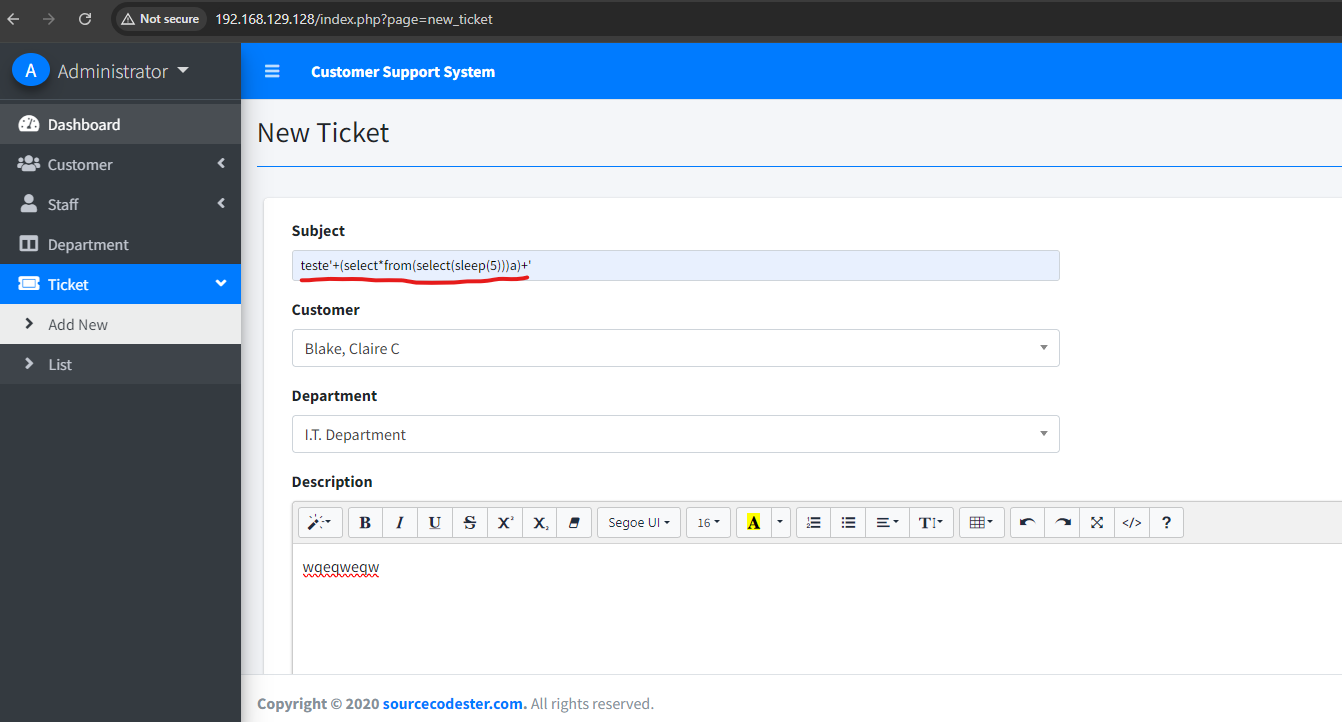 Not secure 192.168.129.128/index.php?page=new_ticket
A Administrator
Customer Support System
Dashboard
Customer
Staff
Department
Ticket
Add New
List
New Ticket
Subject
teste'+(select*from(select(sleep(5)))a)+'
Customer
Blake, Claire C
Department
I.T. Department
Description
B I U S X² X₂ Segoe UI 16 A T </> ?
wqeqweqw
Copyright © 2020 sourcecodester.com. All rights reserved.